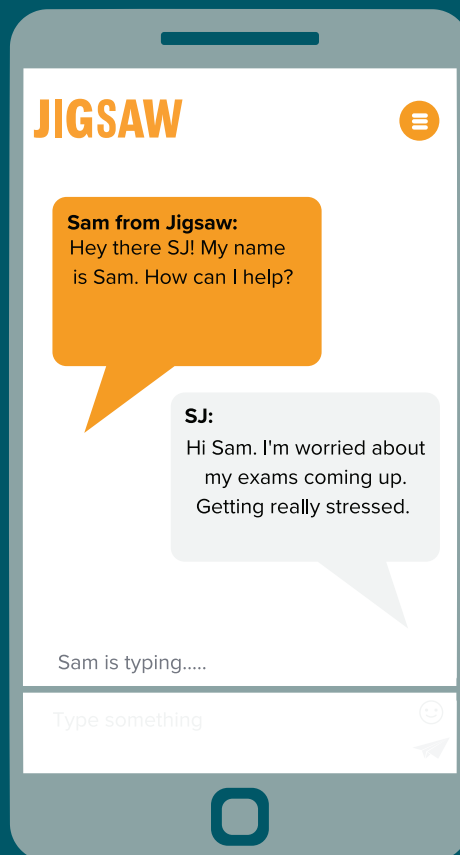 JIGSAW
Sam from Jigsaw:
Hey there SJ! My name
is Sam. How can I help?
SJ:
Hi Sam. I'm worried about
my exams coming up.
Getting really stressed.
Sam is typing.....
Type something